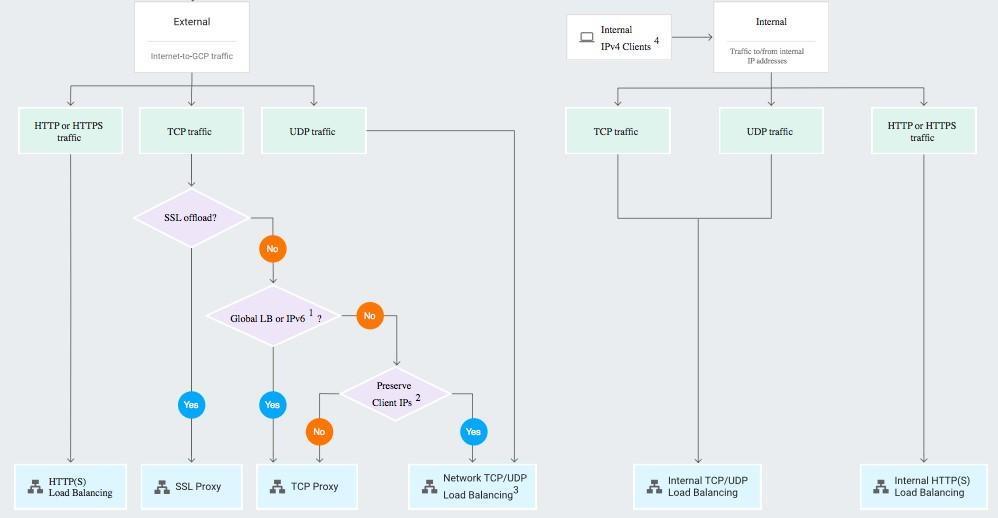 External
Internet-to-GCP traffic
Internal
IPv4 Clients 4
Internal
Traffic to/from internal
IP addresses
HTTP or HTTPS
traffic
TCP traffic
UDP traffic
TCP traffic
UDP traffic
HTTP or HTTPS
traffic
SSL offload?
No
Global LB or IPv6 1 ?
No
Preserve
Client IPs 2
Yes
Yes
No
Yes
HTTP(S)
Load Balancing
SSL Proxy
TCP Proxy
Network TCP/UDP
Load Balancing3
Internal TCP/UDP
Load Balancing
Internal HTTP(S)
Load Balancing